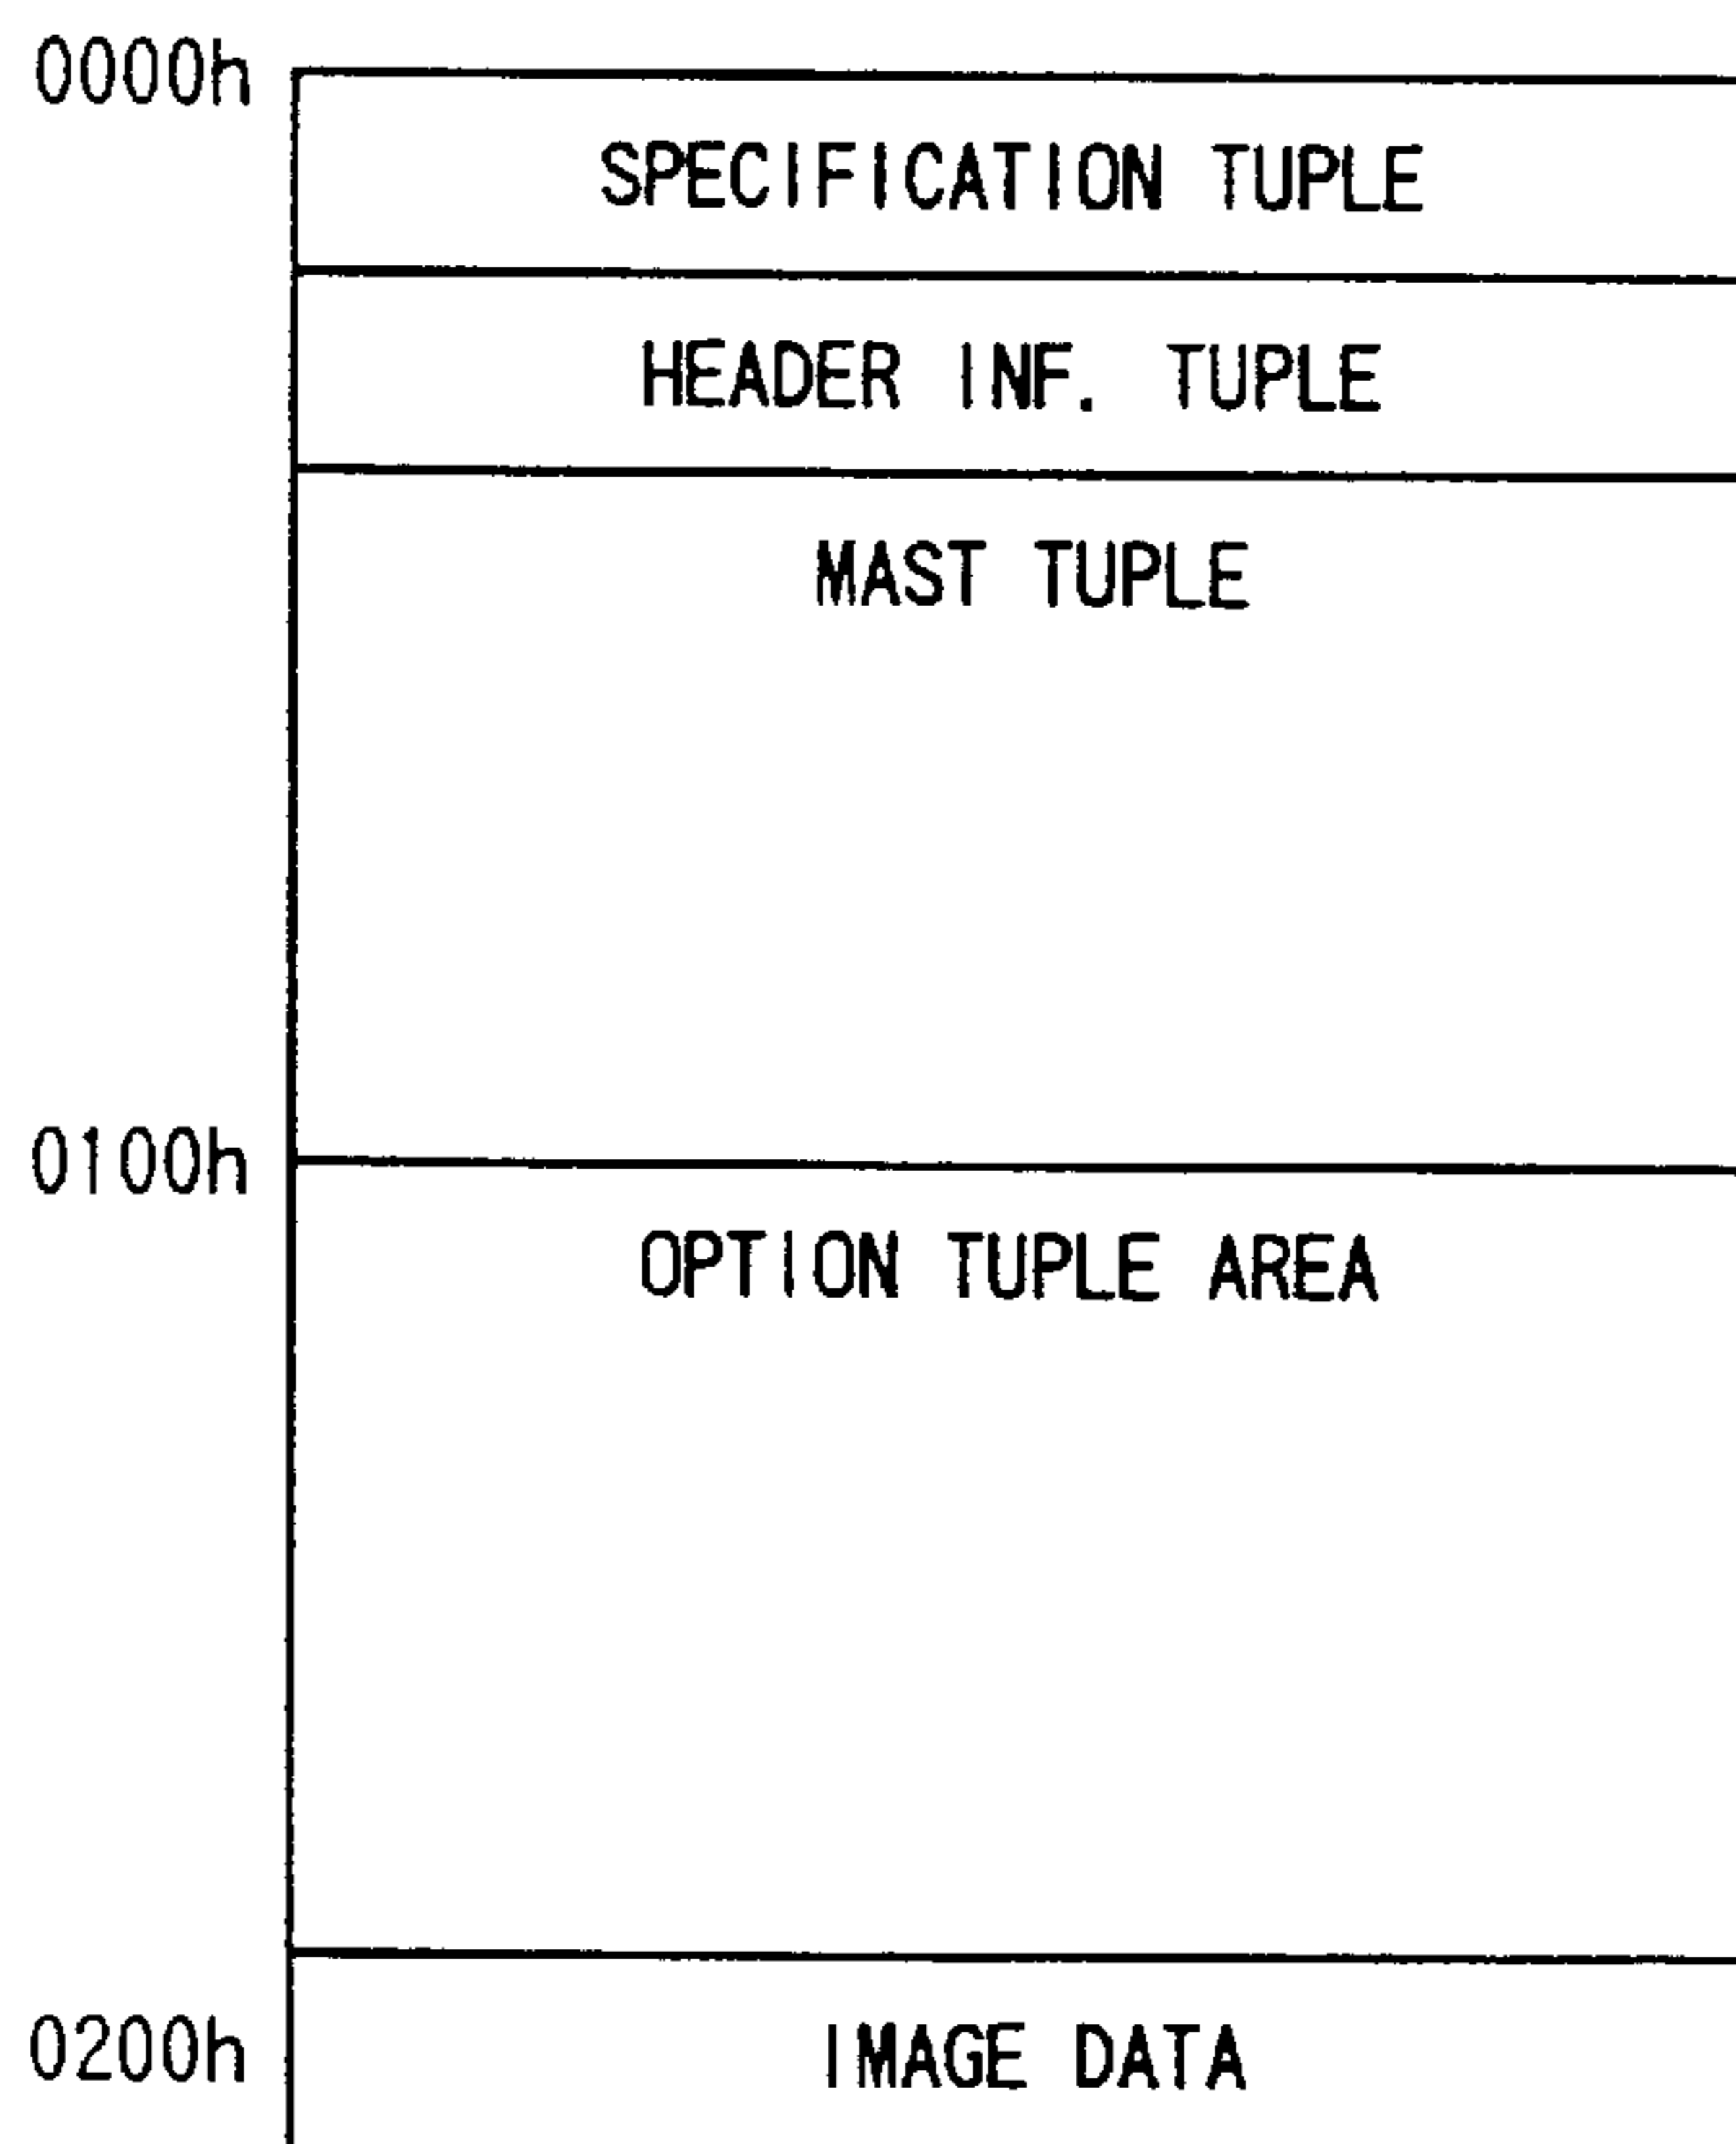 0000h
SPECIFICATION TUPLE
HEADER INF. TUPLE
MAST TUPLE
0100h
OPTION TUPLE AREA
0200h IMAGE DATA